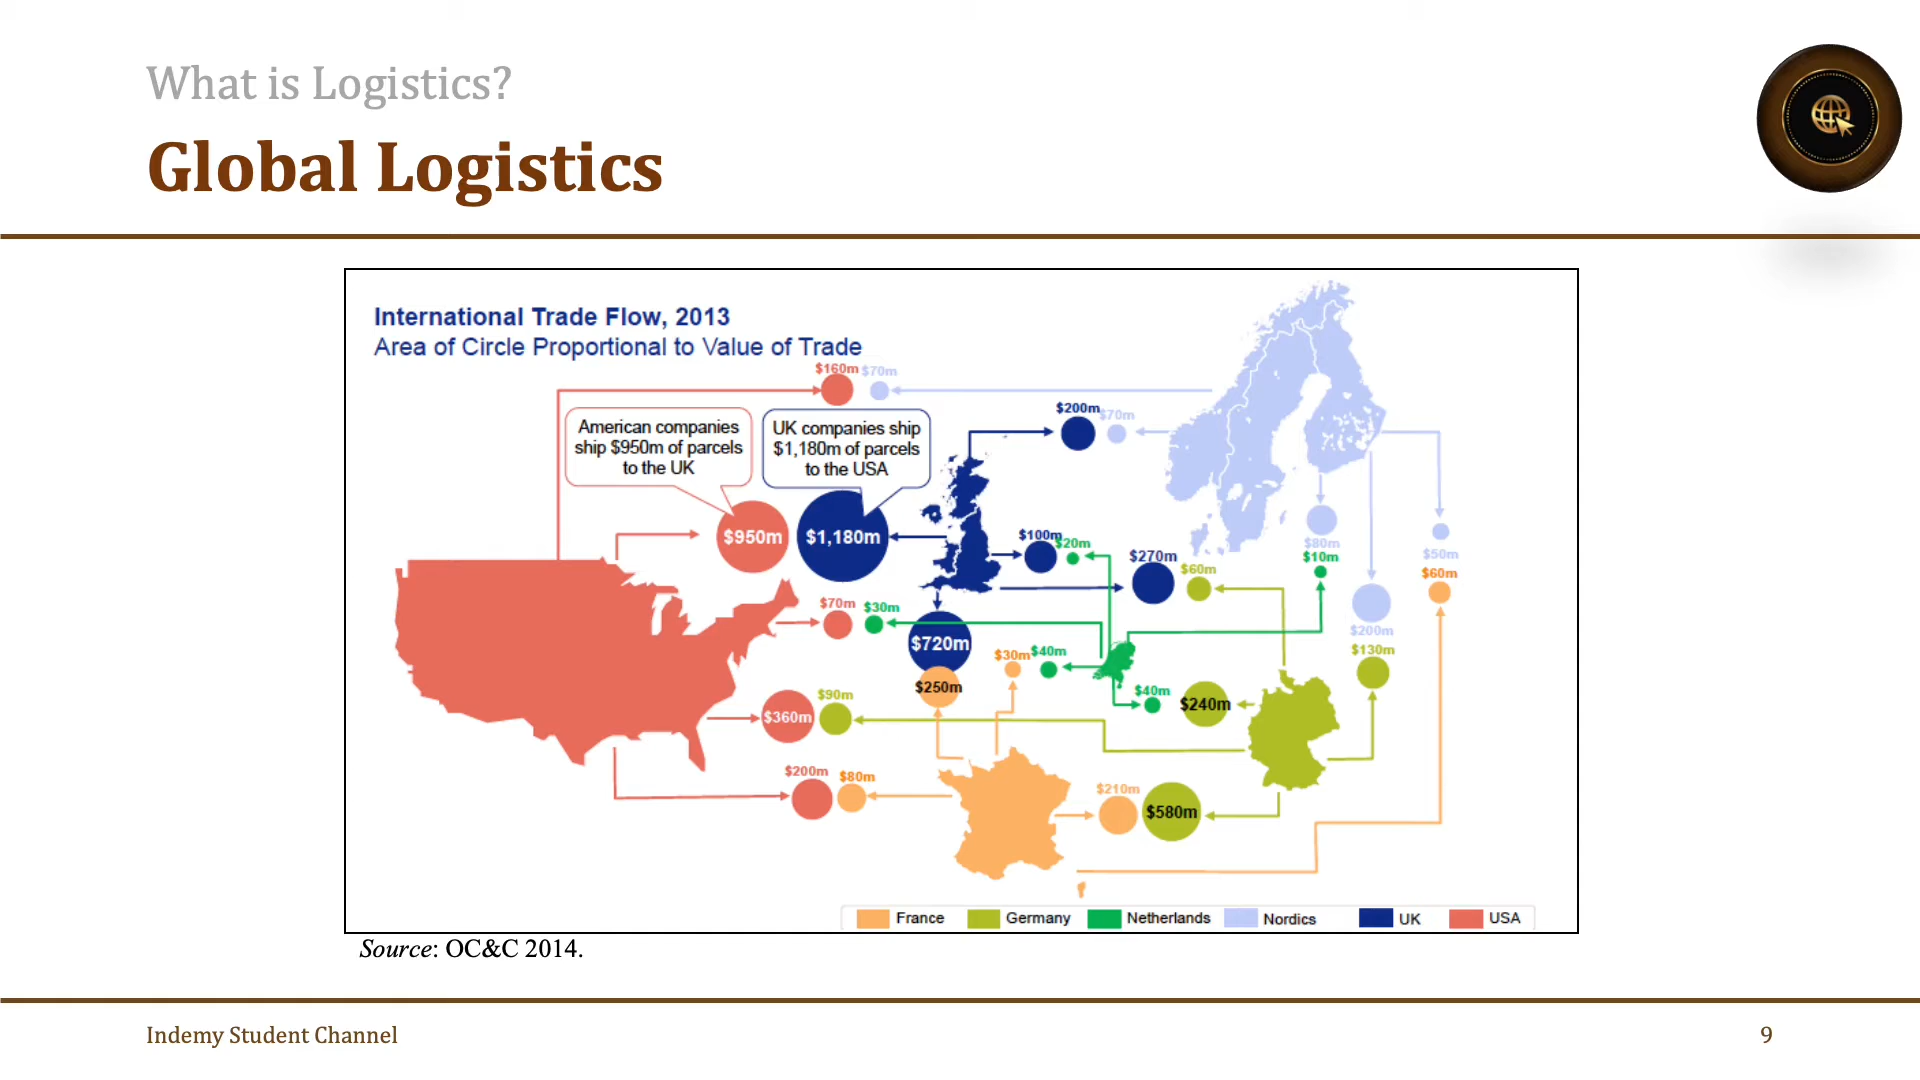 What is Logistics?
Global Logistics
International Trade Flow, 2013
Area of Circle Proportional to Value of Trade
$160m $70m
American companies
ship $950m of parcels
to the UK
UK companies ship
$1,180m of parcels
to the USA
$200m $70m
$950m $1,180m
$100m $20m
$270m $60m
$80m
$10m
$50m
$60m
$70m $30m
$720m
$250m
$30m $40m
$200m
$130m
$40m $240m
$360m $90m
$200m $80m
$210m $580m
France Germany Netherlands Nordics UK USA
Source: OC&C 2014.
Indemy Student Channel 9